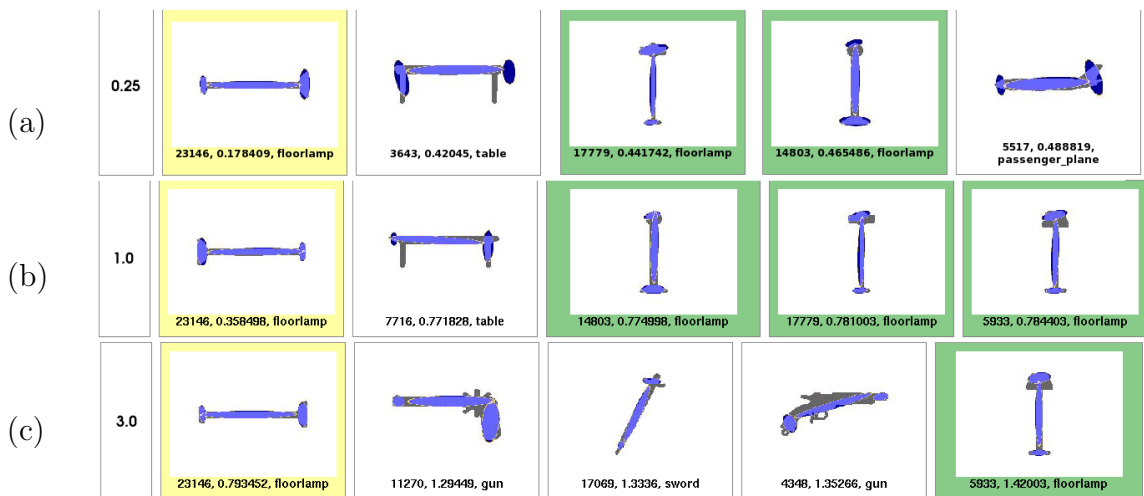 (a)
0.25
23146, 0.178409, floorlamp
3643, 0.42045, table
17779, 0.441742, floorlamp
14803, 0.465486, floorlamp
5517, 0.488819,
passenger_plane
(b)
1.0
23146, 0.358498, floorlamp
7716, 0.771828, table
14803, 0.774998, floorlamp
17779, 0.781003, floorlamp
5933, 0.784403, floorlamp
(c)
3.0
23146, 0.793452, floorlamp
11270, 1.29449, gun
17069, 1.3336, sword
4348, 1.35266, gun
5933, 1.42003, floorlamp